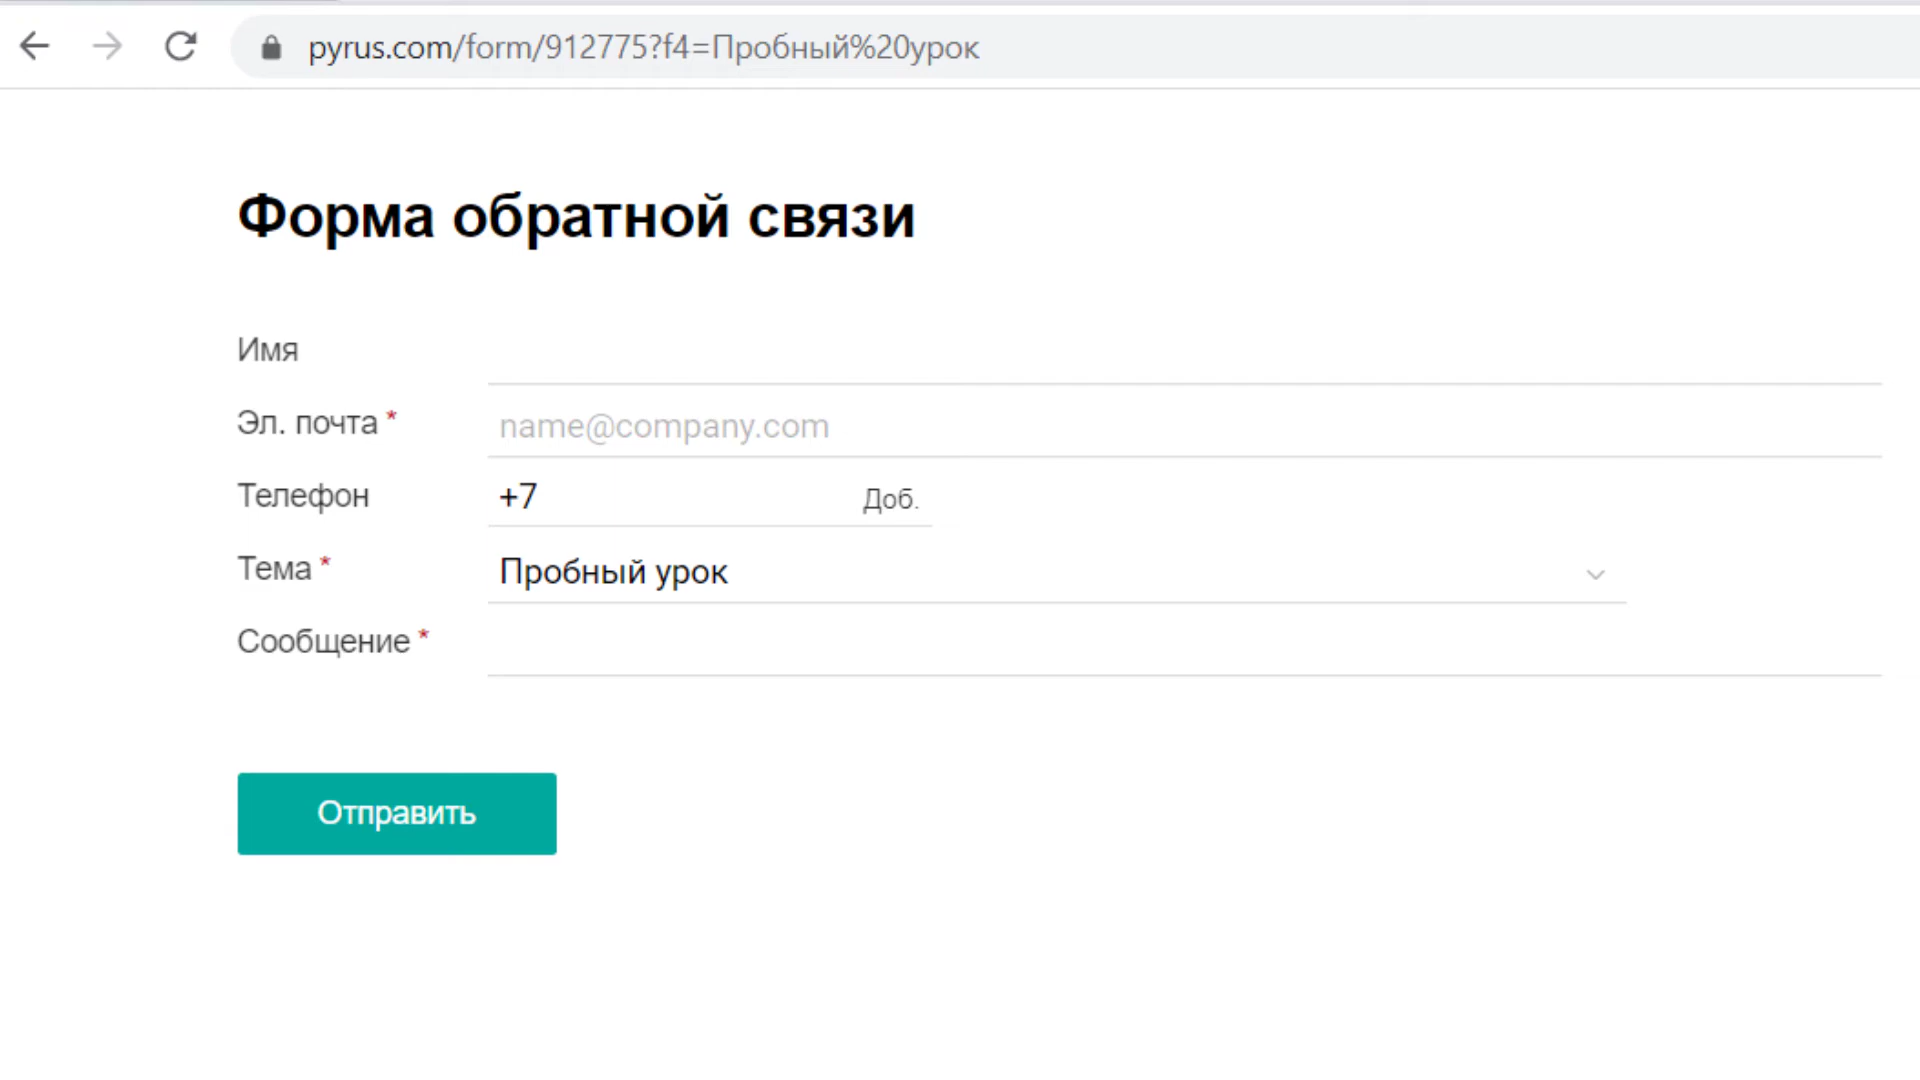 pyrus.com/form/912775?f4=Пробный%20урок
Форма обратной связи
Имя
Эл. почта * name@company.com
Телефон +7 Доб.
Тема * Пробный урок
Сообщение *
Отправить